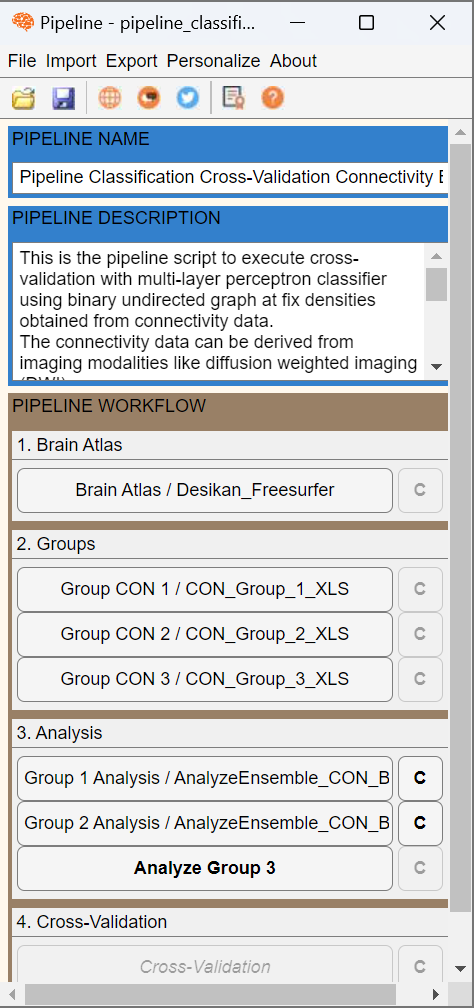 Pipeline - pipeline_classifi...
File Import Export Personalize About
PIPELINE NAME
Pipeline Classification Cross-Validation Connectivity
PIPELINE DESCRIPTION
This is the pipeline script to execute cross-
validation with multi-layer perceptron classifier
using binary undirected graph at fix densities
obtained from connectivity data.
The connectivity data can be derived from
imaging modalities like diffusion weighted imaging
(DWI)
PIPELINE WORKFLOW
1. Brain Atlas
Brain Atlas / Desikan_Freesurfer C
2. Groups
Group CON 1 / CON_Group_1_XLS C
Group CON 2 / CON_Group_2_XLS C
Group CON 3 / CON_Group_3_XLS C
3. Analysis
Group 1 Analysis / AnalyzeEnsemble_CON_B C
Group 2 Analysis / AnalyzeEnsemble_CON_B C
Analyze Group 3 C
4. Cross-Validation
Cross-Validation C